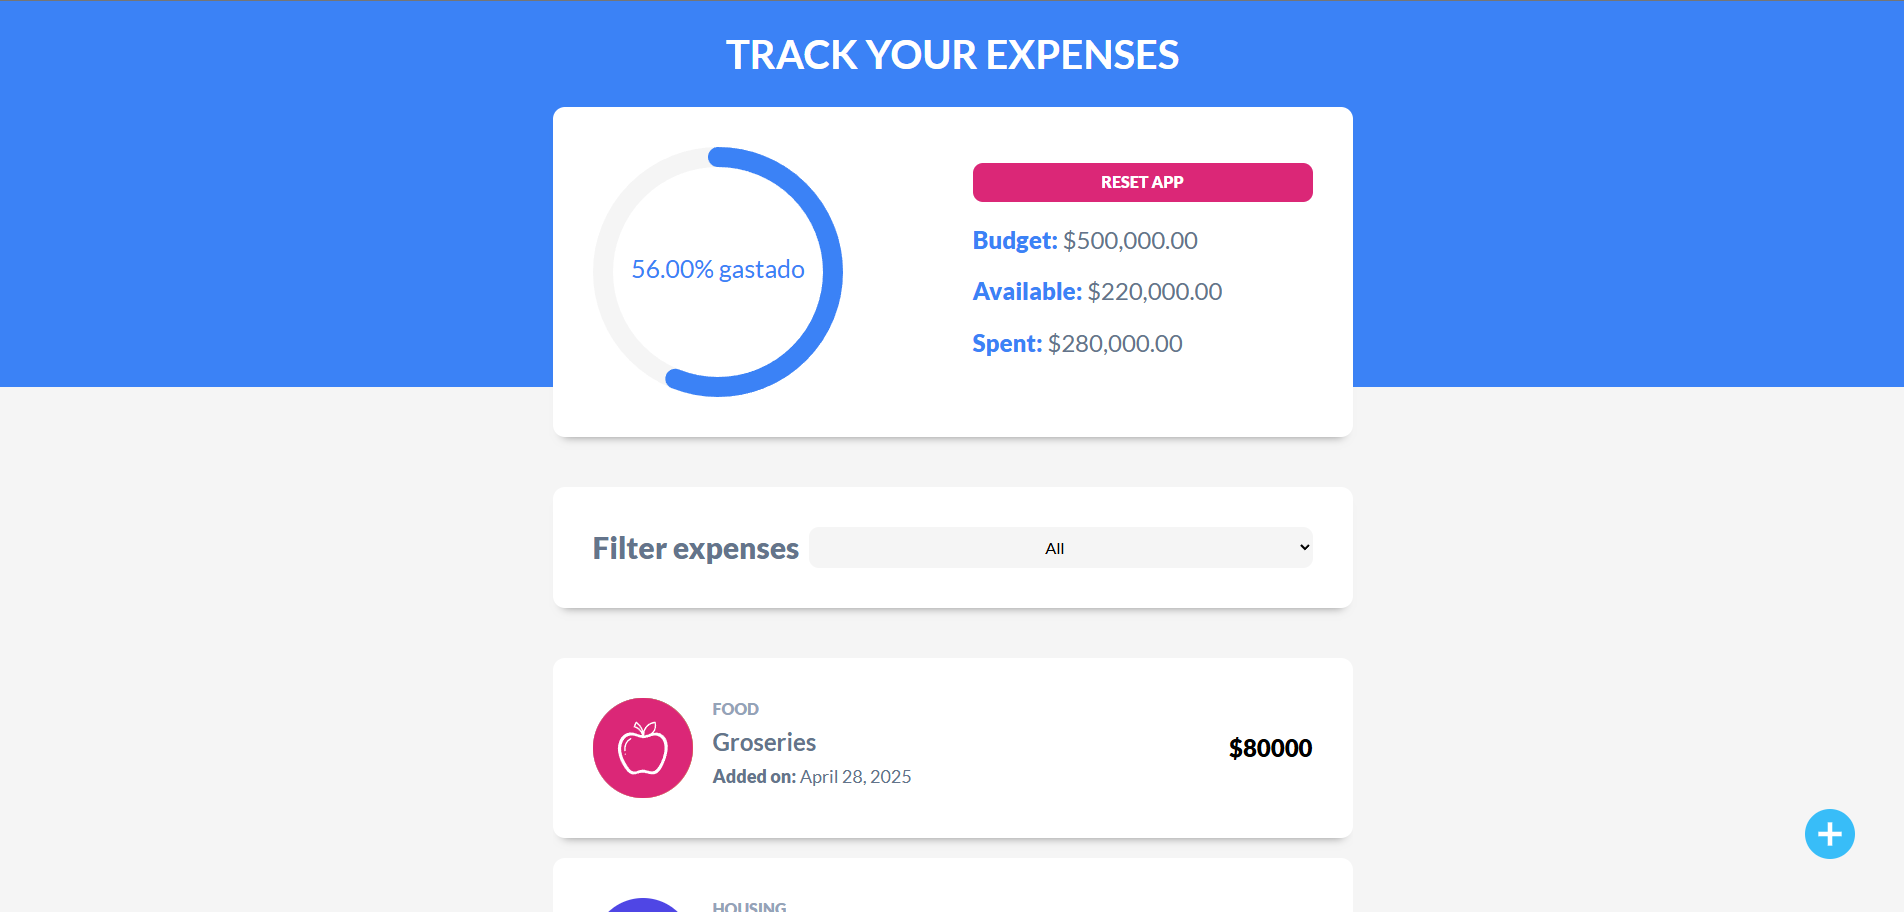 TRACK YOUR EXPENSES
56.00% gastado
RESET APP
Budget: $500,000.00
Available: $220,000.00
Spent: $280,000.00
Filter expenses
All
FOOD
Groseries
Added on: April 28, 2025
$80000
HOUSING